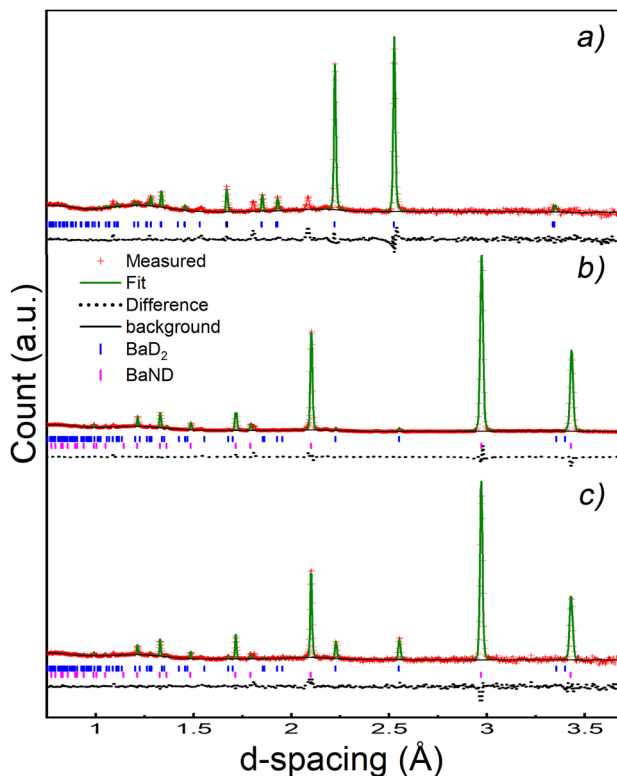 a)
Measured
Fit
Difference
background
BaD₂
BaND
b)
c)
Count (a.u.)
1 1.5 2 2.5 3 3.5
d-spacing (Å)